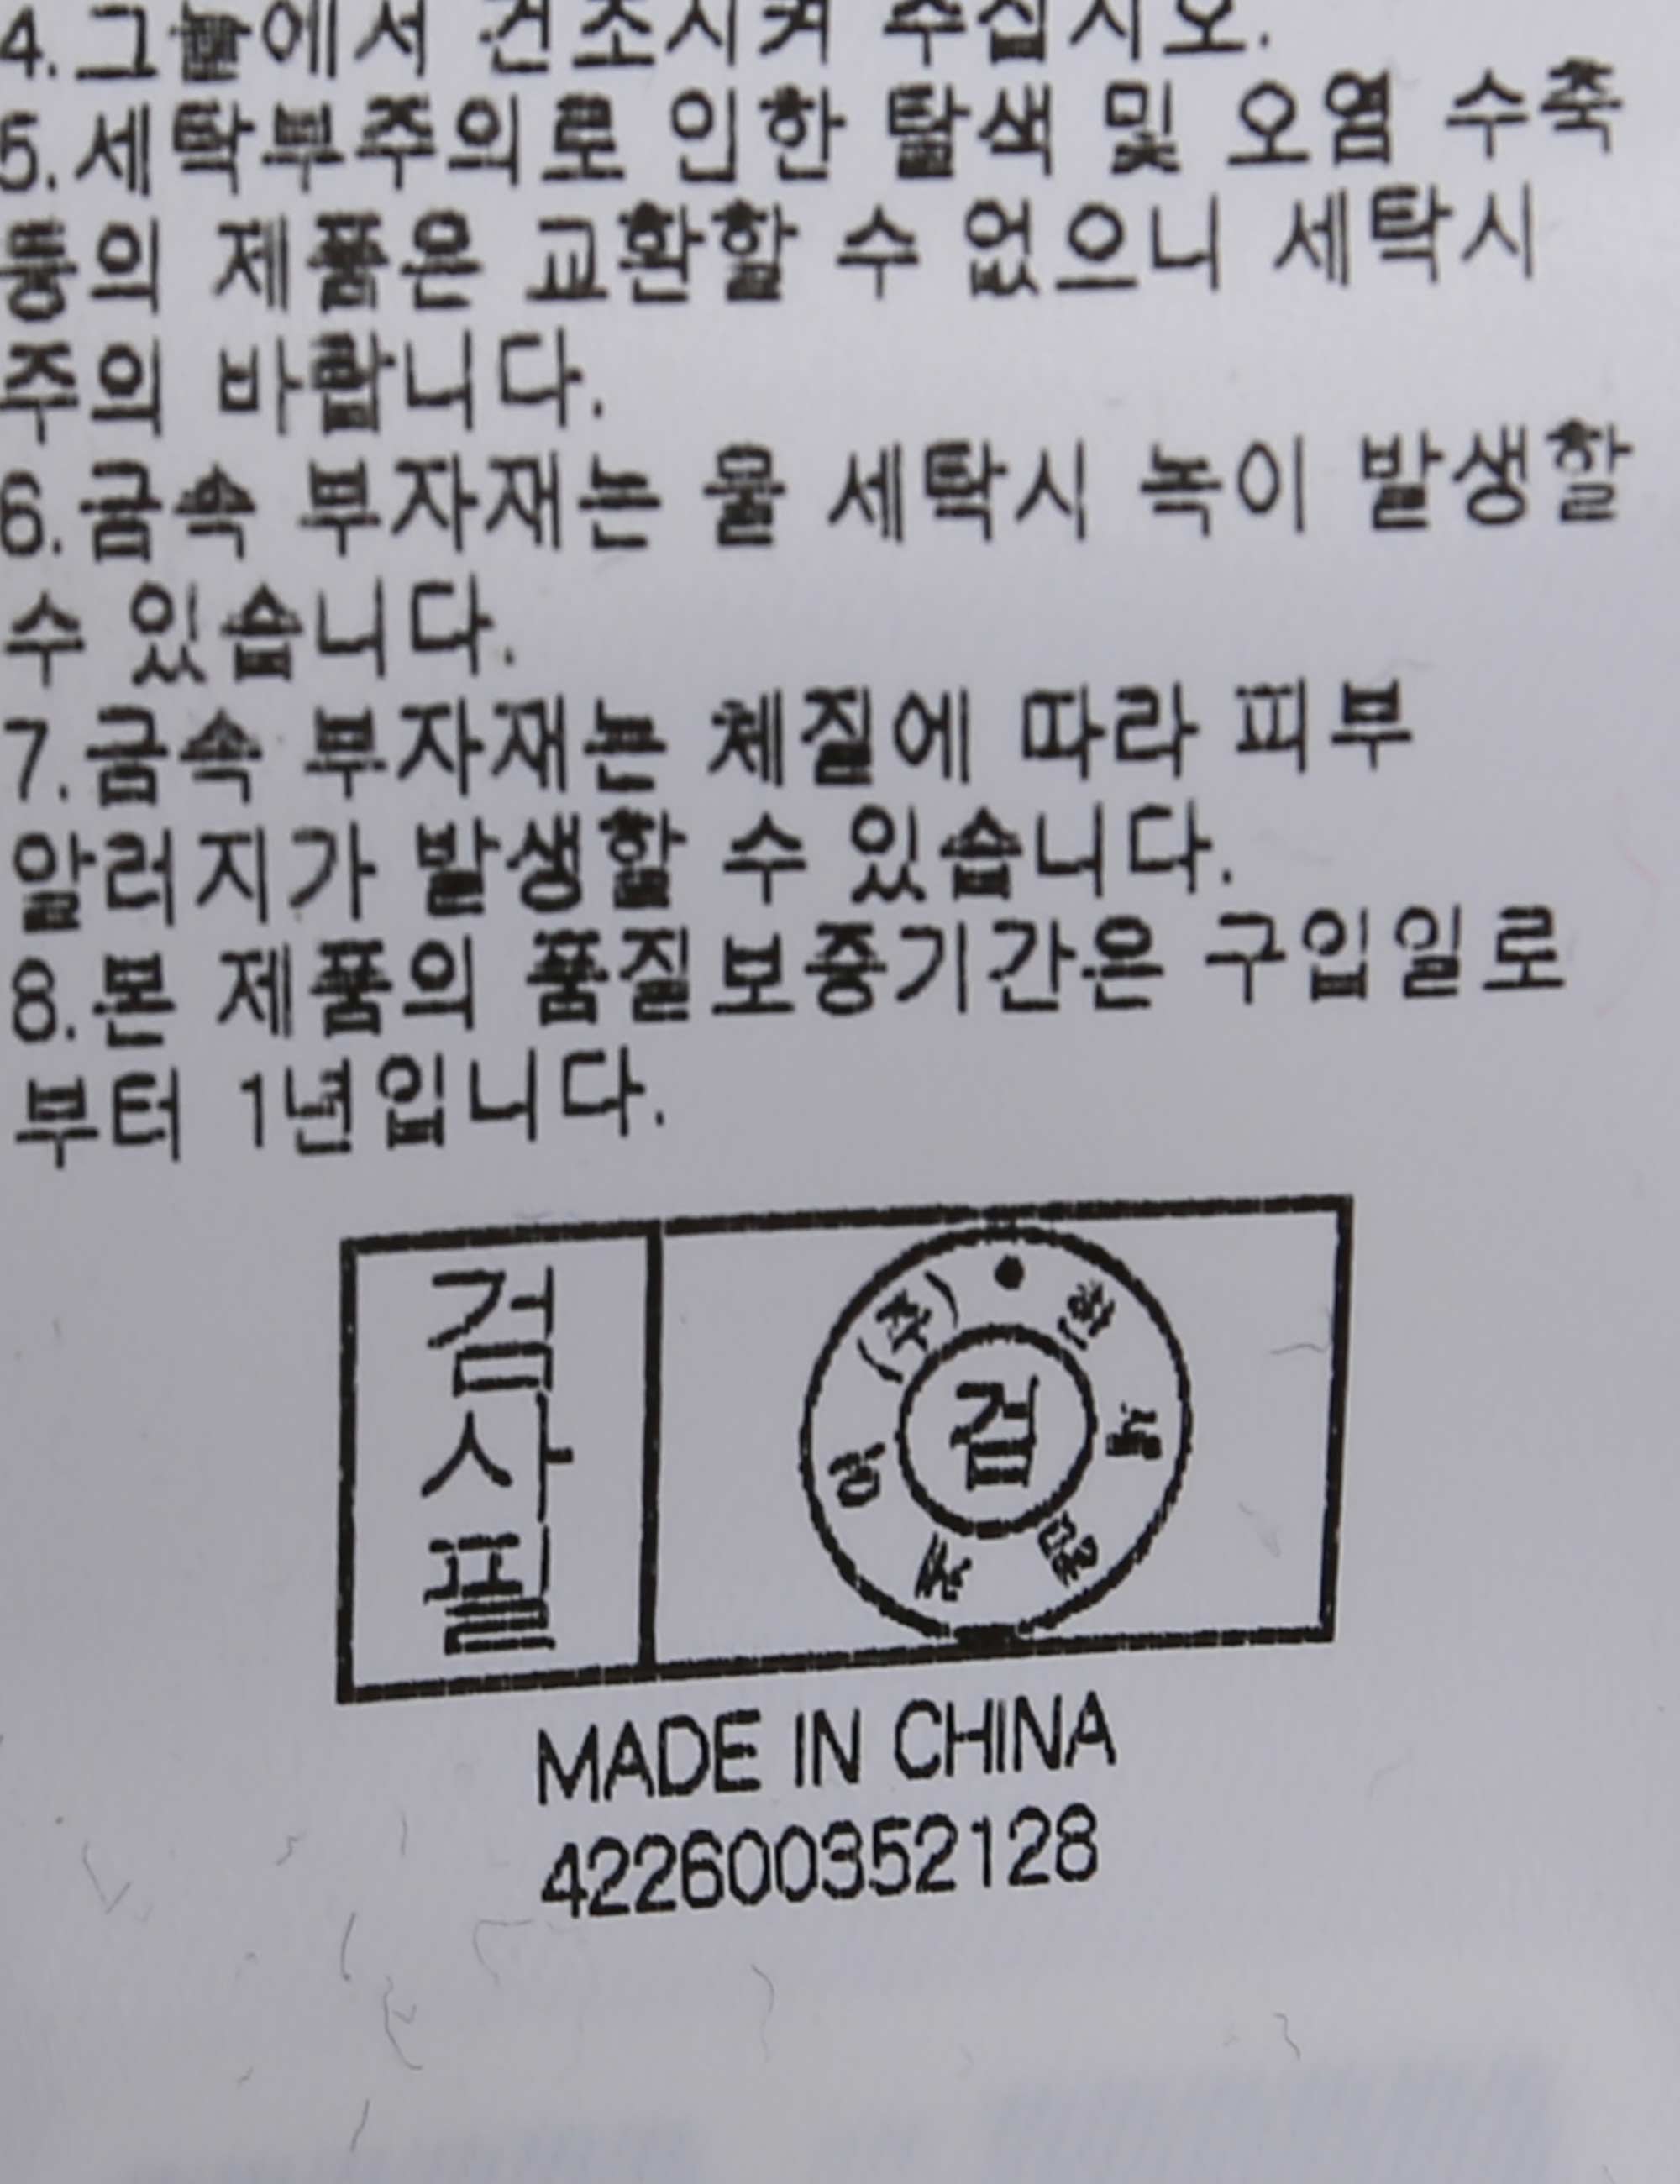 4.그늘에서 건조시켜 주십시오.
5.세탁부주의로 인한 탈색 및 오염 수축
등의 제품은 교환할 수 없으니 세탁시
주의 바랍니다.
6.금속 부자재는 물 세탁시 녹이 발생할
수 있습니다.
7.금속 부자재는 체질에 따라 피부
알러지가 발생할 수 있습니다.
8.본 제품의 품질보증기간은 구입일로
부터 1년입니다.
검사필
(주)한세
검
MADE IN CHINA
422600352128